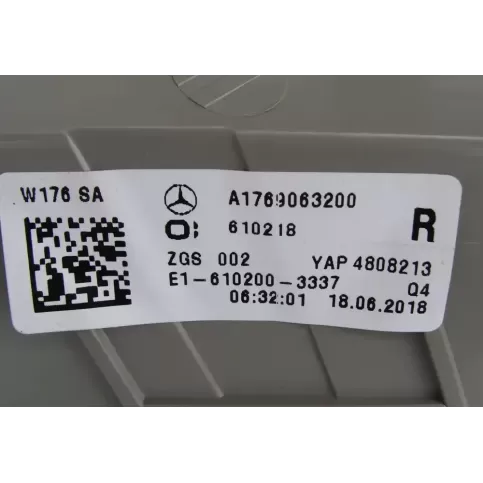 W176 SA A1769063200
610218 R
ZGS 002 YAP 4808213
E1-610200-3337 Q4
06:32:01 18.06.2018